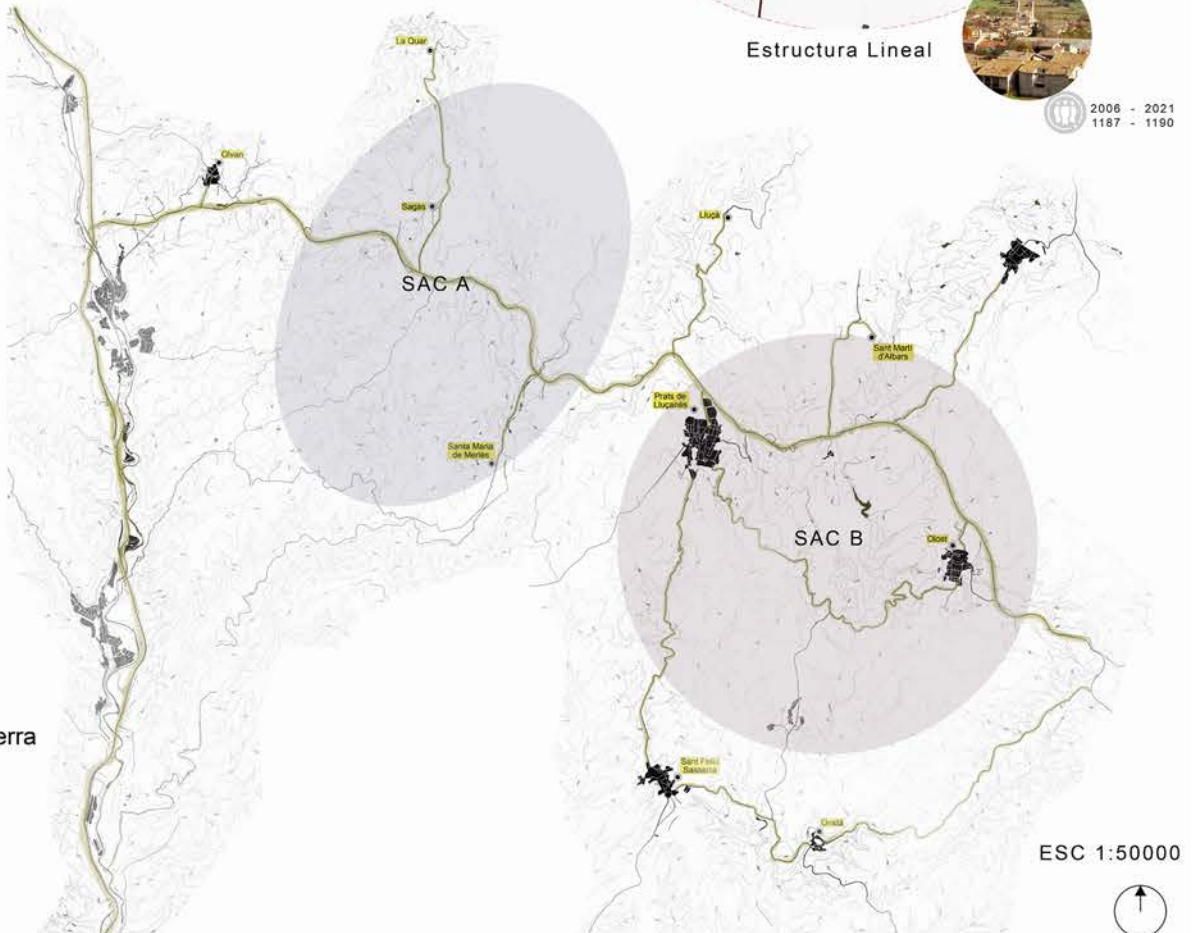 Estructura Lineal
2006 - 2021
1187 - 1190
La Quar
Olvan
Sagàs
Lluçà
SAC A
Sant Martí
d'Albars
Prats de
Lluçanès
Santa Maria
de Merlès
SAC B
Olost
erra
Sant Feliu
Sasserra
Oristà
ESC 1:50000